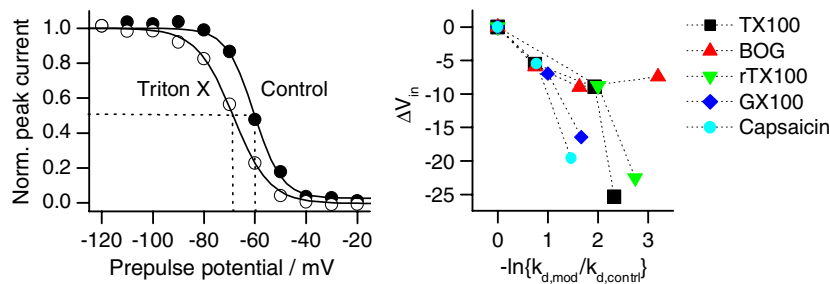 Norm. peak current
1.0
0.8
0.6
0.4
0.2
0.0
Triton X
Control
-120 -100 -80 -60 -40 -20
Prepulse potential / mV
ΔV_in
0
-5
-10
-15
-20
-25
0 1 2 3
-ln{k_d,mod/k_d,contrl}
TX100
BOG
rTX100
GX100
Capsaicin